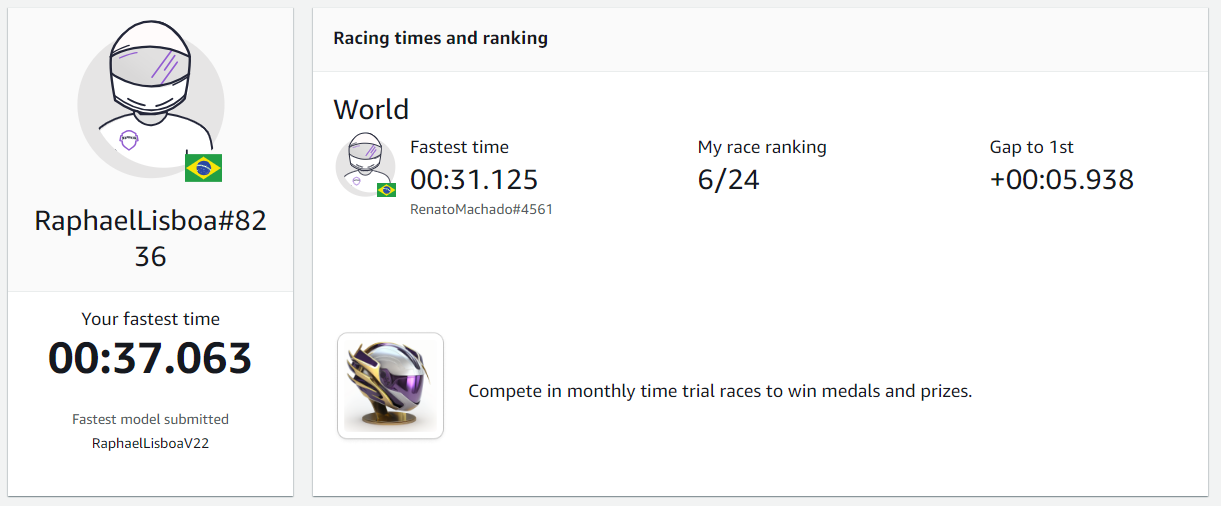 RaphaelLisboa#82
36
Your fastest time
00:37.063
Fastest model submitted
RaphaelLisboaV22
Racing times and ranking
World
Fastest time
00:31.125
RenatoMachado#4561
My race ranking
6/24
Gap to 1st
+00:05.938
Compete in monthly time trial races to win medals and prizes.